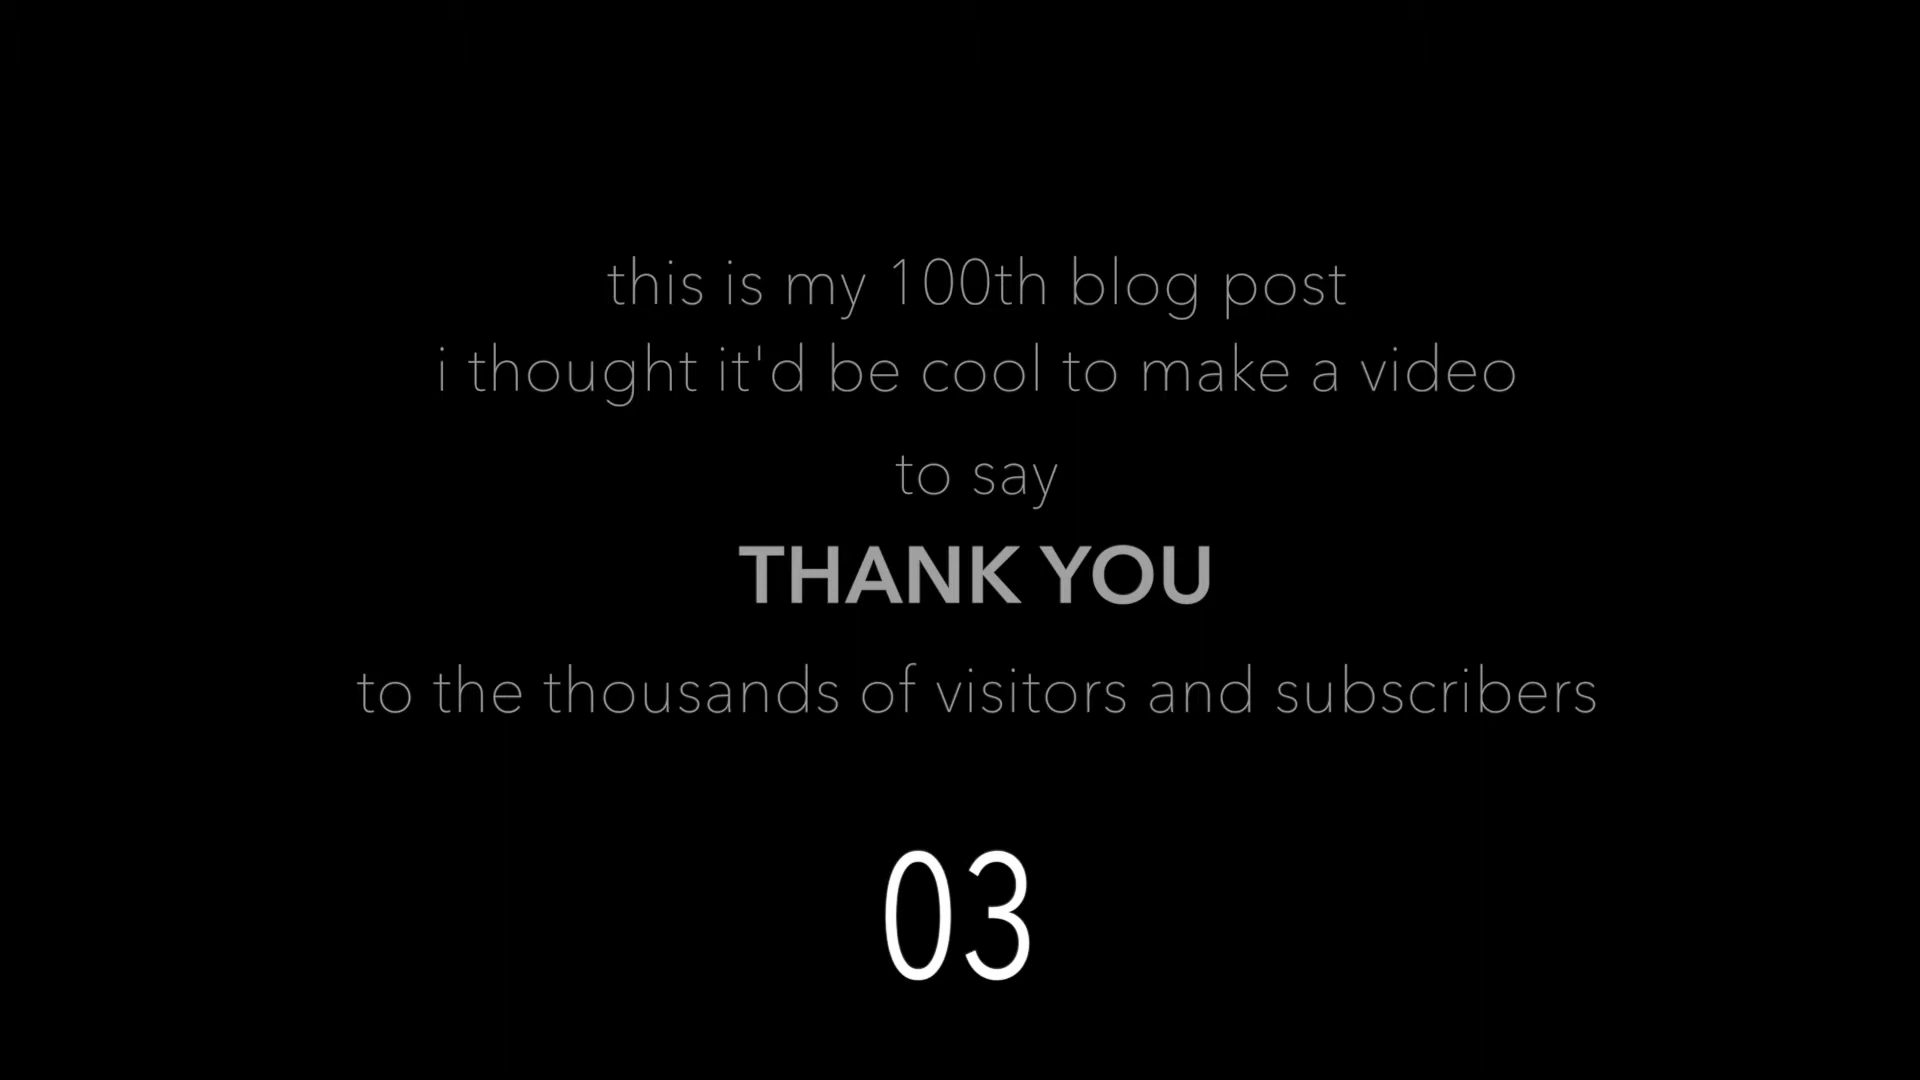 this is my 100th blog post
i thought it'd be cool to make a video
to say
THANK YOU
to the thousands of visitors and subscribers
03